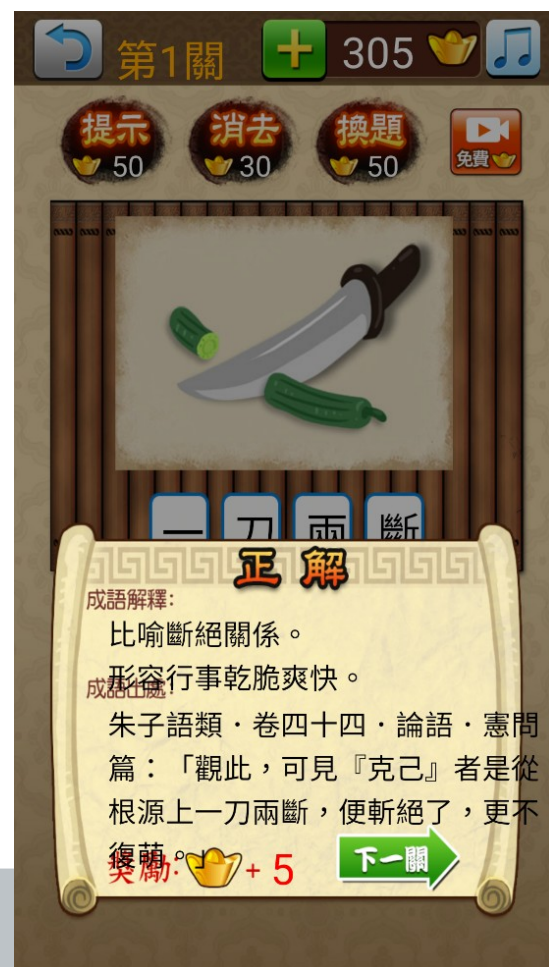 第1關
305
提示
50
消去
30
換題
50
免費
一刀兩斷
正解
成語解釋:
比喻斷絕關係。
形容行事乾脆爽快。
成語出處:
朱子語類·卷四十四·論語·憲問
篇：「觀此，可見『克己』者是從
根源上一刀兩斷，便斬絕了，更不
復萌。」
獎勵: + 5
下一關